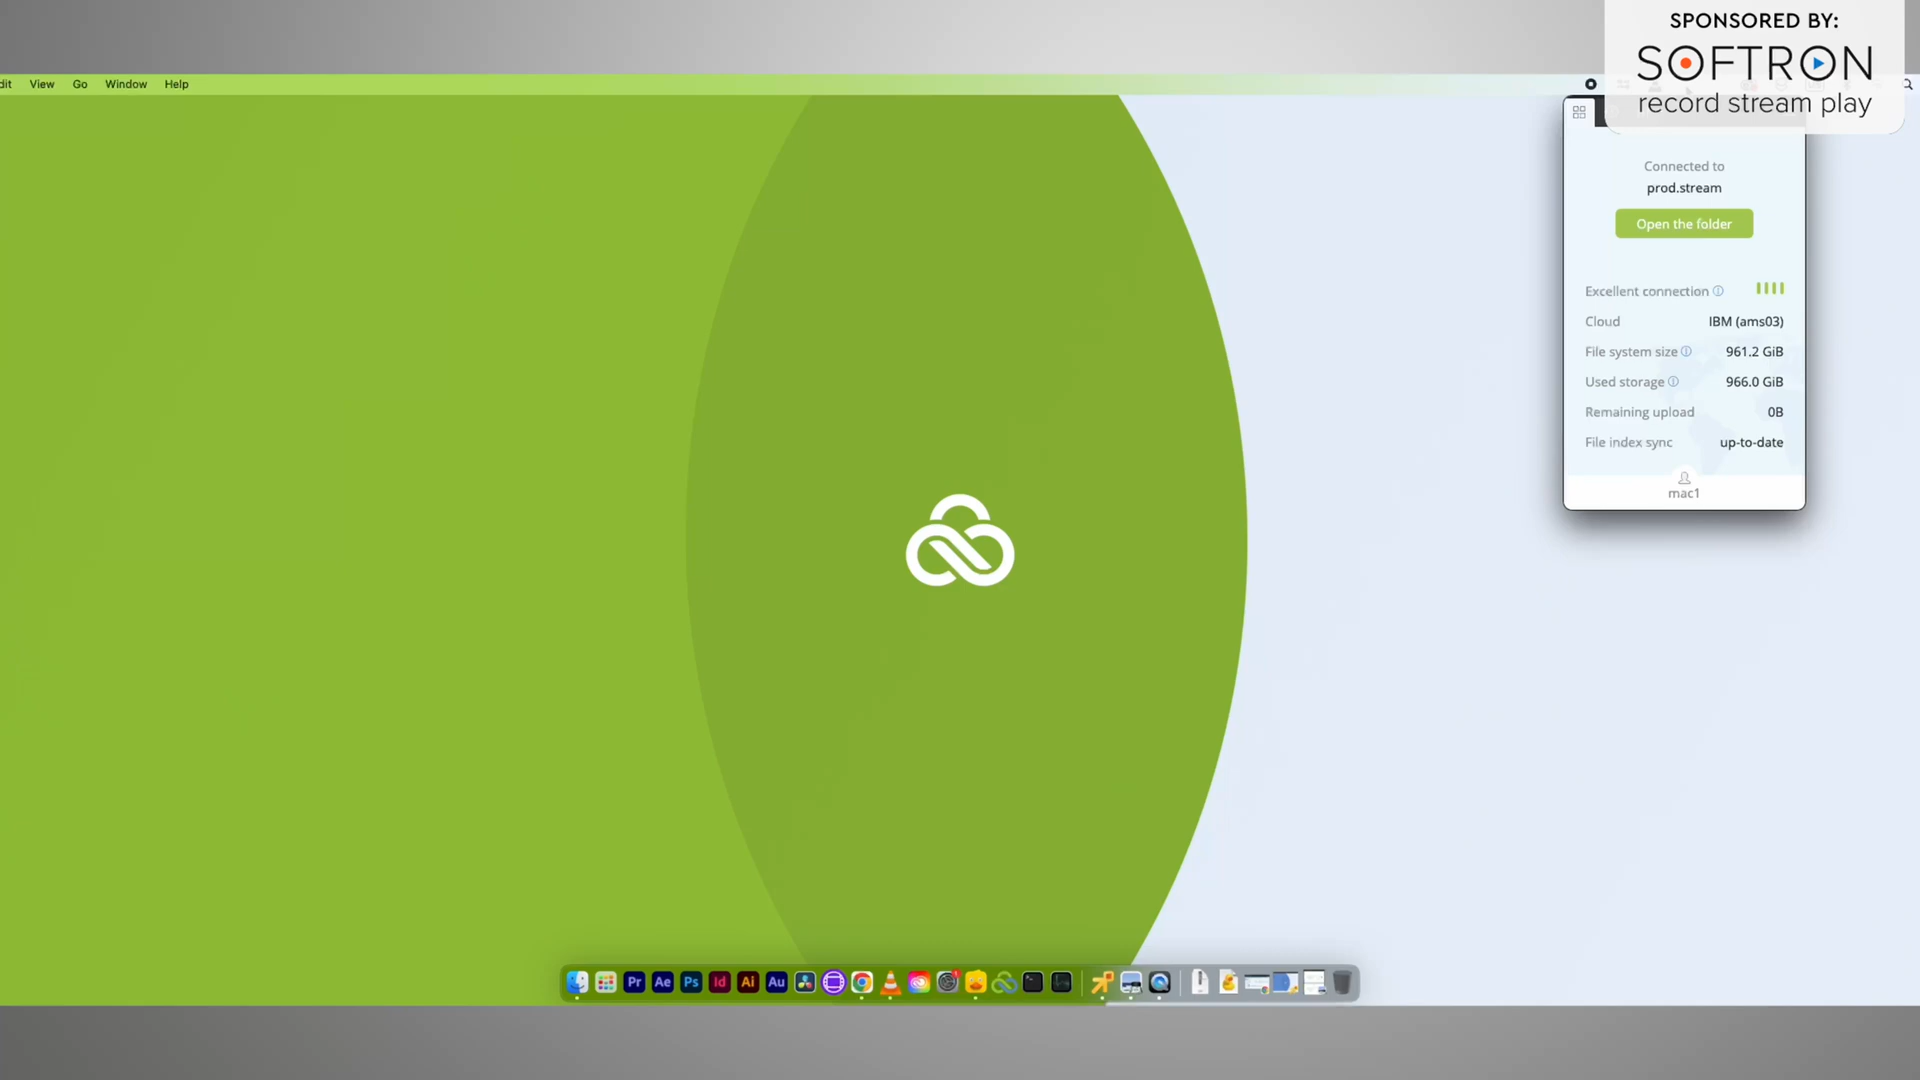 SPONSORED BY:
SOFTRON
record stream play
dit View Go Window Help
Connected to
prod.stream
Open the folder
Excellent connection
Cloud IBM (ams03)
File system size 961.2 GiB
Used storage 966.0 GiB
Remaining upload 0B
File index sync up-to-date
mac1
Pr Ae Ps Id Ai Au